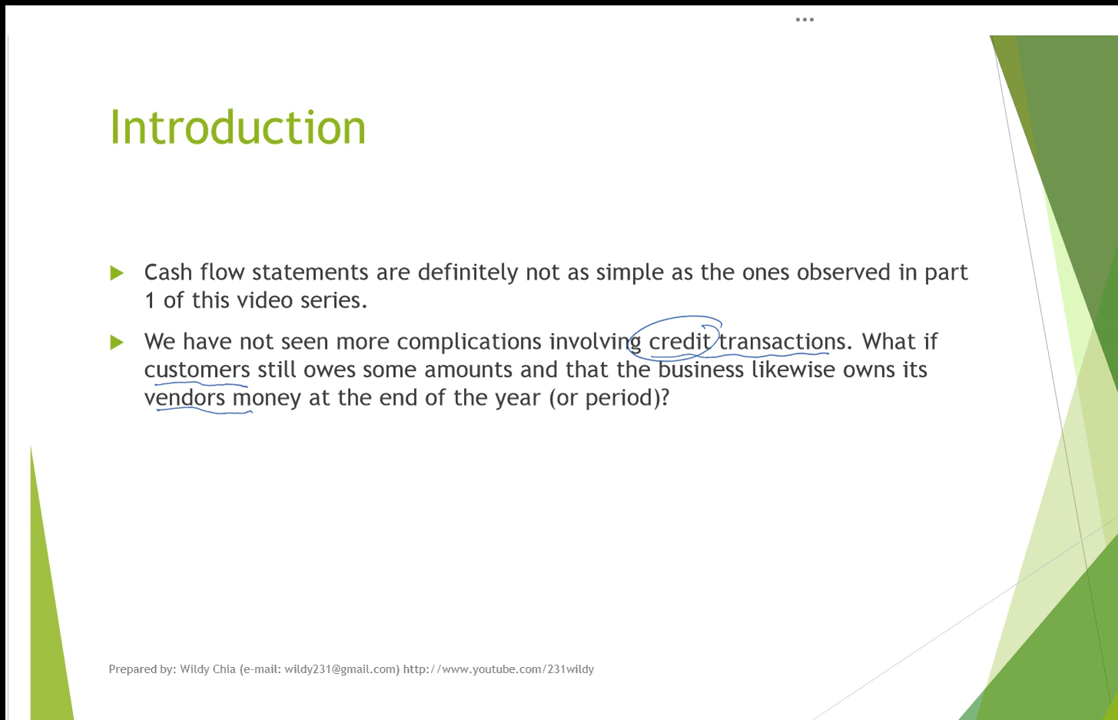 Introduction
Cash flow statements are definitely not as simple as the ones observed in part
1 of this video series.
We have not seen more complications involving credit transactions. What if
customers still owes some amounts and that the business likewise owns its
vendors money at the end of the year (or period)?
Prepared by: Wildy Chia (e-mail: wildy231@gmail.com) http://www.youtube.com/231wildy